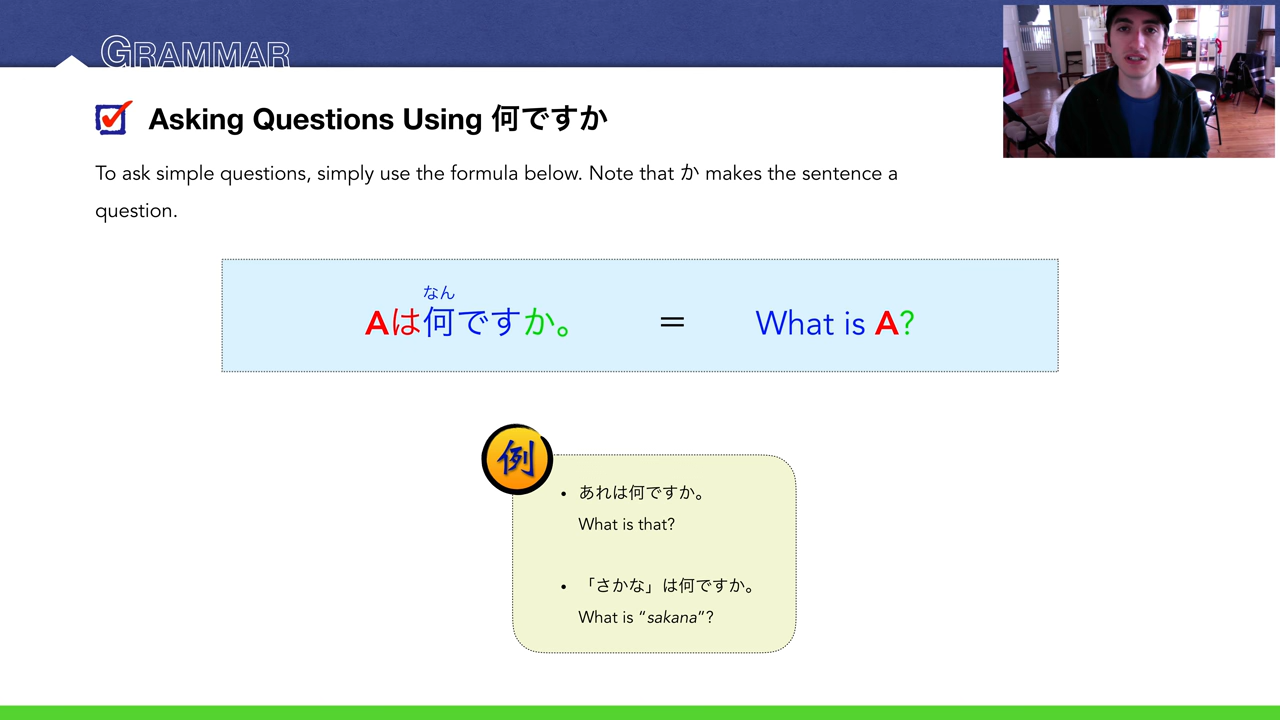 GRAMMAR
Asking Questions Using 何ですか
To ask simple questions, simply use the formula below. Note that か makes the sentence a
question.
なん
Aは何ですか。 = What is A?
例
• あれは何ですか。
What is that?
• 「さかな」は何ですか。
What is “sakana”?